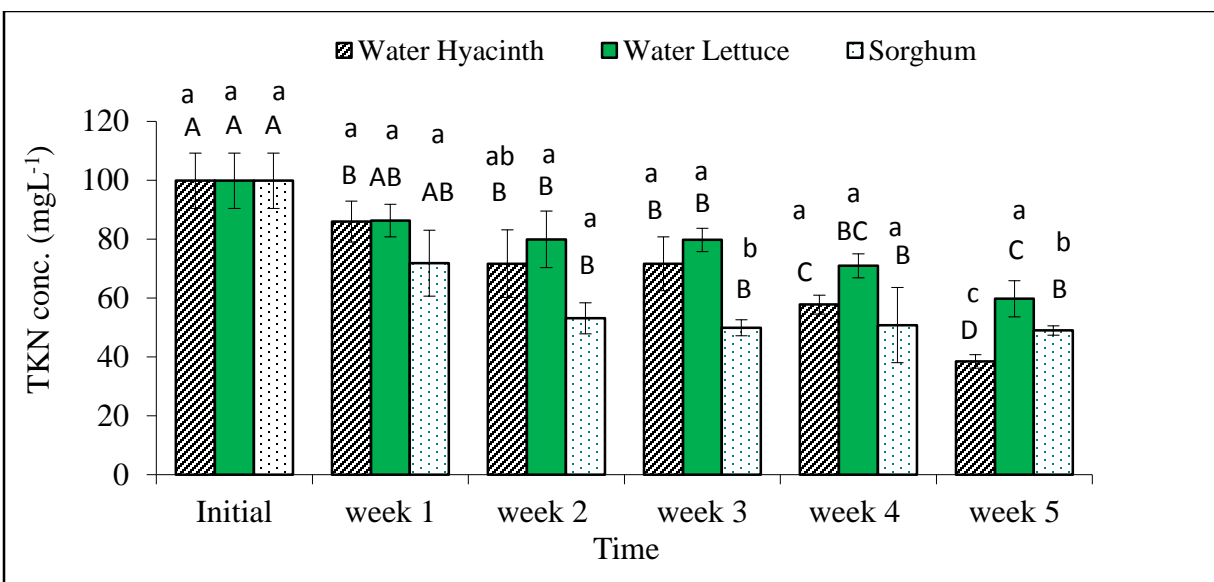 Water Hyacinth Water Lettuce Sorghum
a a a
A A A
a a a
B AB AB
ab a a
B B B
a a b
B B B
a a a
C BC B
c a b
D C B
120
100
80
60
40
20
0
TKN conc. (mgL-1)
Initial week 1 week 2 week 3 week 4 week 5
Time